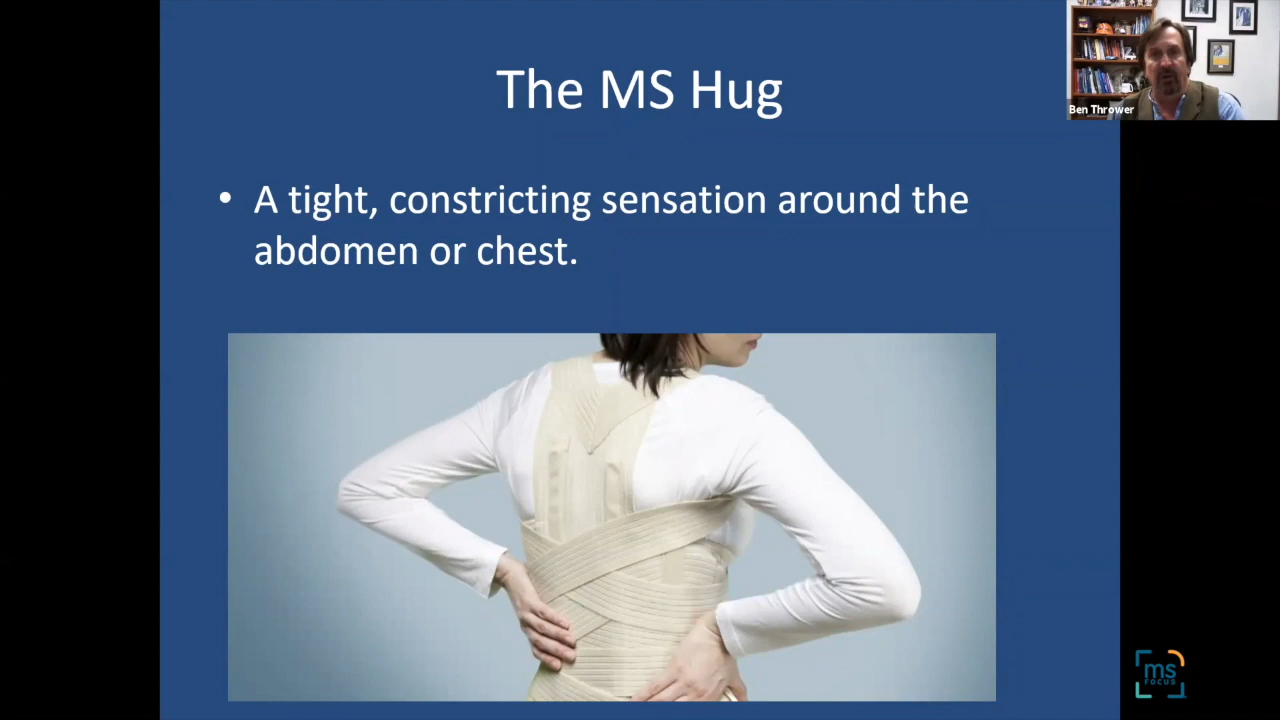 The MS Hug
Ben Thrower
• A tight, constricting sensation around the
abdomen or chest.
ms
FOCUS